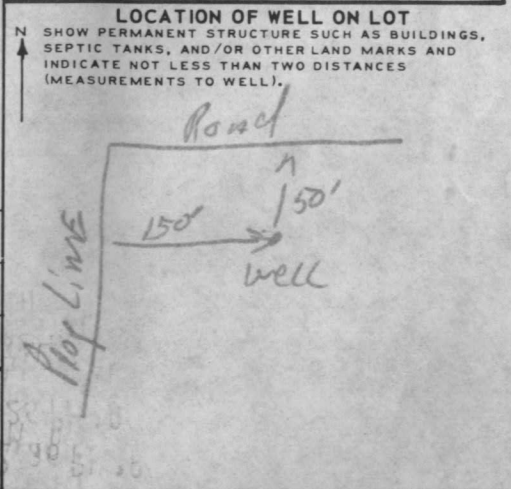 LOCATION OF WELL ON LOT
N
SHOW PERMANENT STRUCTURE SUCH AS BUILDINGS,
SEPTIC TANKS, AND/OR OTHER LAND MARKS AND
INDICATE NOT LESS THAN TWO DISTANCES
(MEASUREMENTS TO WELL).
Road
50'
150'
well
Prop Line